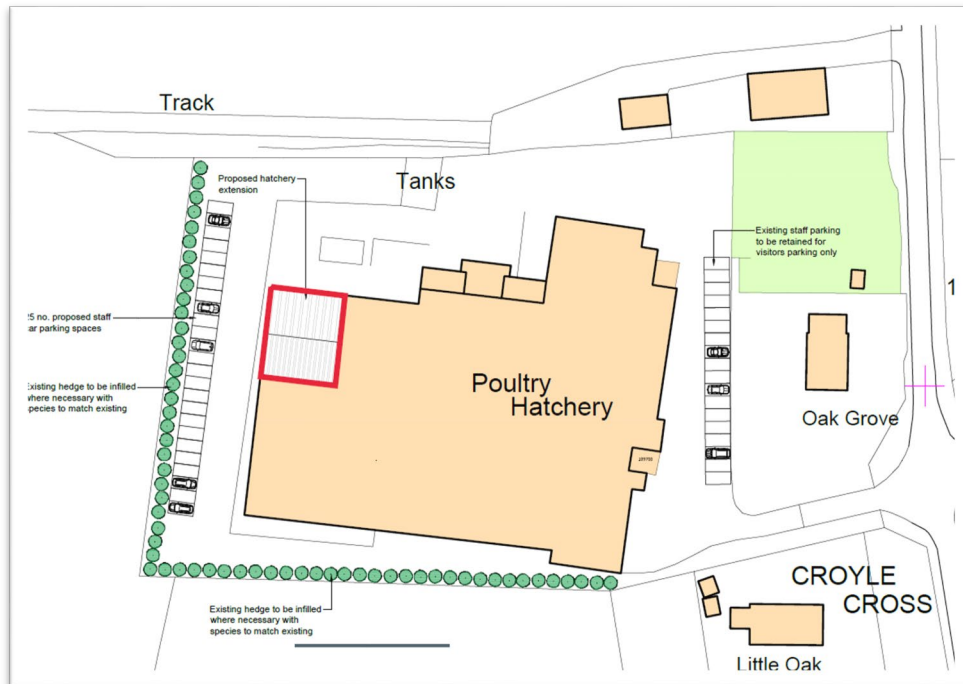 Track
Proposed hatchery
extension
Tanks
Existing staff parking
to be retained for
visitors parking only
25 no. proposed staff
car parking spaces
Existing hedge to be infilled
where necessary with
species to match existing
Poultry
Hatchery
Oak Grove
1
CROYLE
CROSS
Existing hedge to be infilled
where necessary with
species to match existing
Little Oak